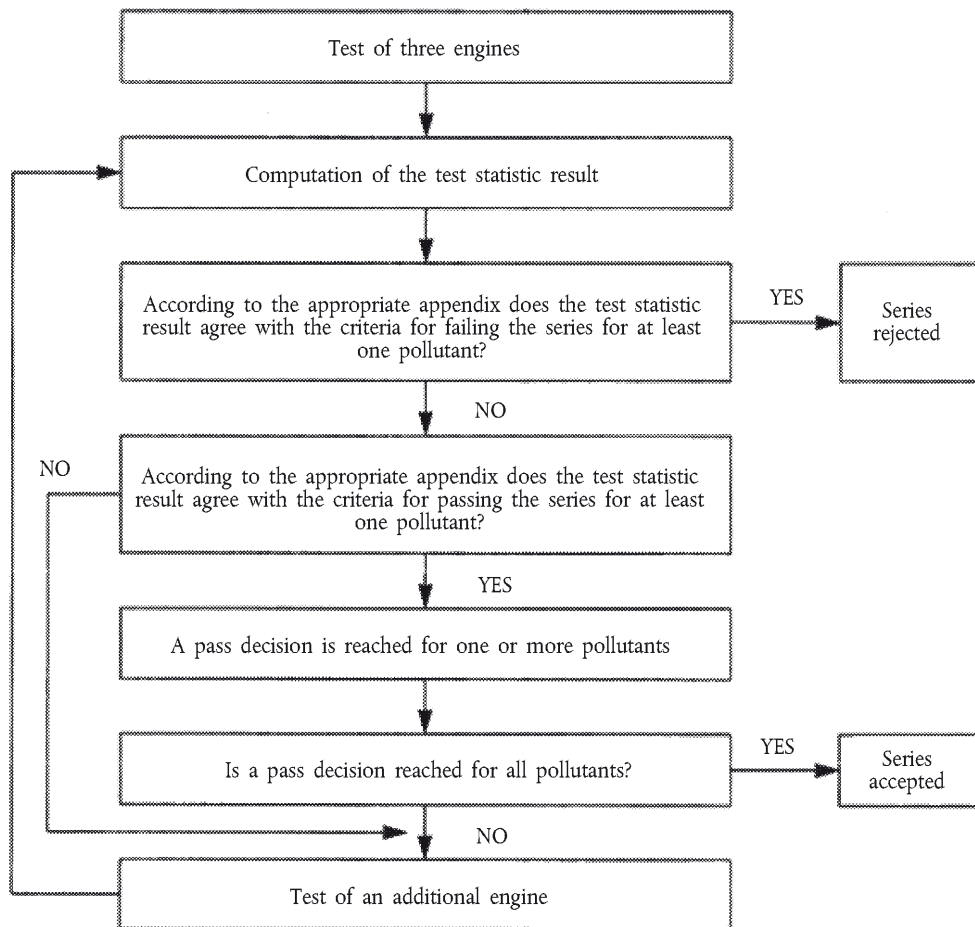 Test of three engines
Computation of the test statistic result
According to the appropriate appendix does the test statistic
result agree with the criteria for failing the series for at least
one pollutant?
YES
Series
rejected
NO
According to the appropriate appendix does the test statistic
result agree with the criteria for passing the series for at least
one pollutant?
NO
YES
A pass decision is reached for one or more pollutants
Is a pass decision reached for all pollutants?
YES
Series
accepted
NO
Test of an additional engine